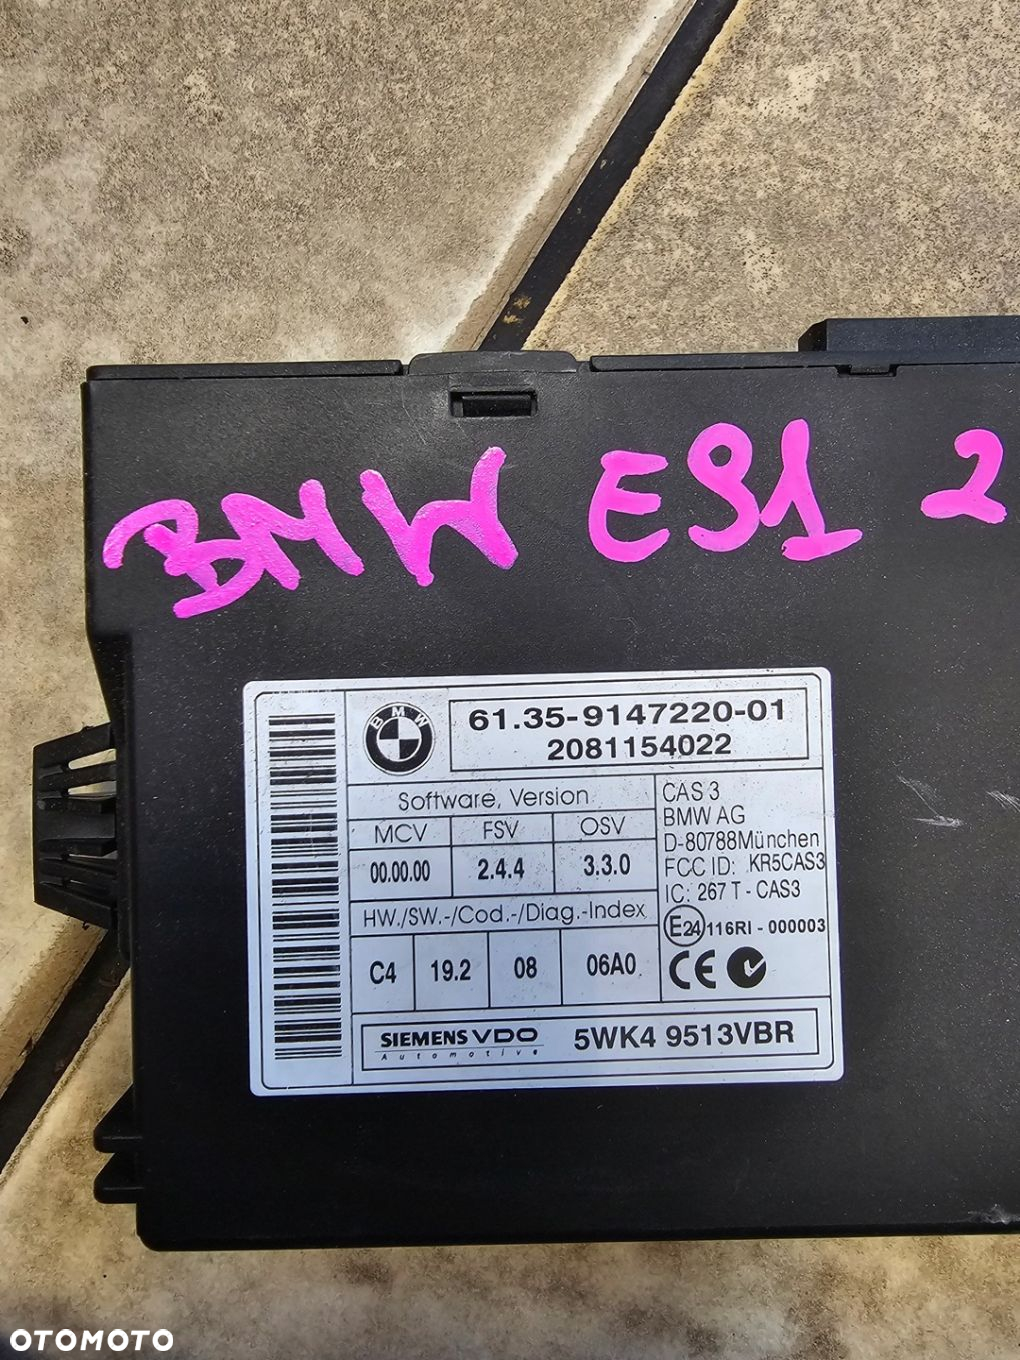 BMW E91 2
BMW
61.35-9147220-01
2081154022
Software, Version
MCV FSV OSV
00.00.00 2.4.4 3.3.0
HW./SW.-/Cod.-/Diag.-Index
C4 19.2 08 06A0
CAS 3
BMW AG
D-80788München
FCC ID: KR5CAS3
IC: 267 T - CAS3
E24 116RI - 000003
CE
SIEMENS VDO 5WK4 9513VBR
Automotive
OTOMOTO